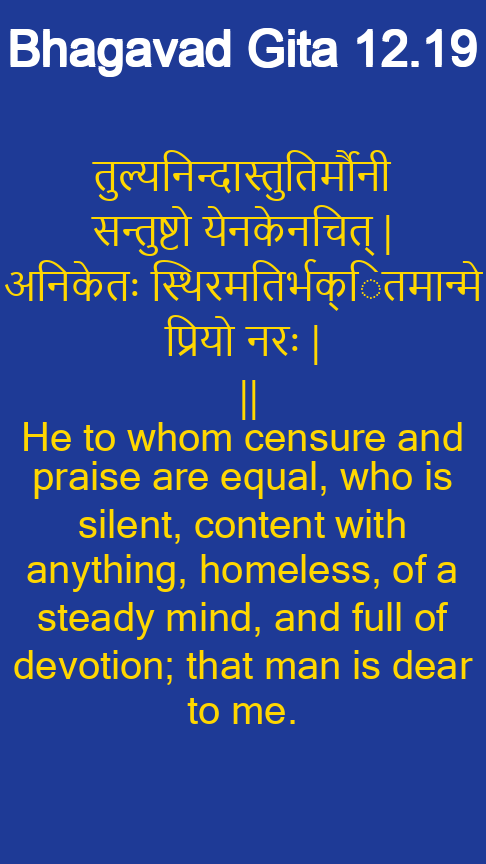 Bhagavad Gita 12.19
तुल्यनिन्दास्तुतिर्मौनी
सन्तुष्टो येनकेनचित् |
अनिकेतः स्थिरमतिर्भक्ितमान्मे
प्रियो नरः |
||
He to whom censure and
praise are equal, who is
silent, content with
anything, homeless, of a
steady mind, and full of
devotion; that man is dear
to me.